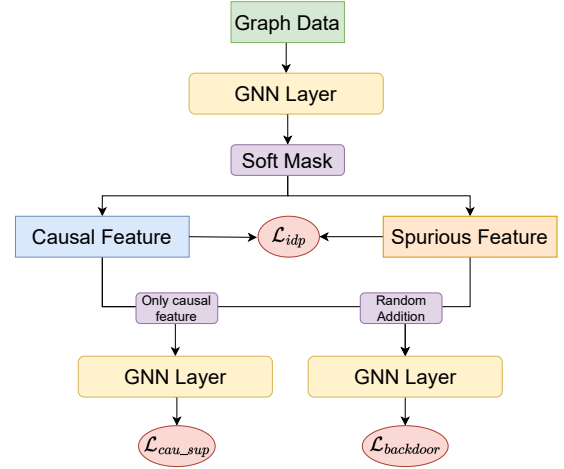 Graph Data
GNN Layer
Soft Mask
Causal Feature
ℒ_idp
Spurious Feature
Only causal
feature
Random
Addition
GNN Layer
GNN Layer
ℒ_cau_sup
ℒ_backdoor